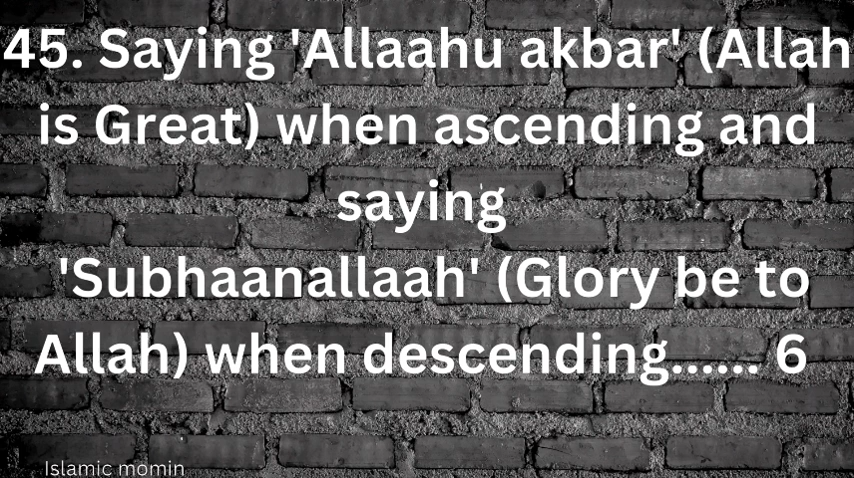 45. Saying 'Allaahu akbar' (Allah
is Great) when ascending and
saying
'Subhaanallaah' (Glory be to
Allah) when descending...... 6
Islamic momin